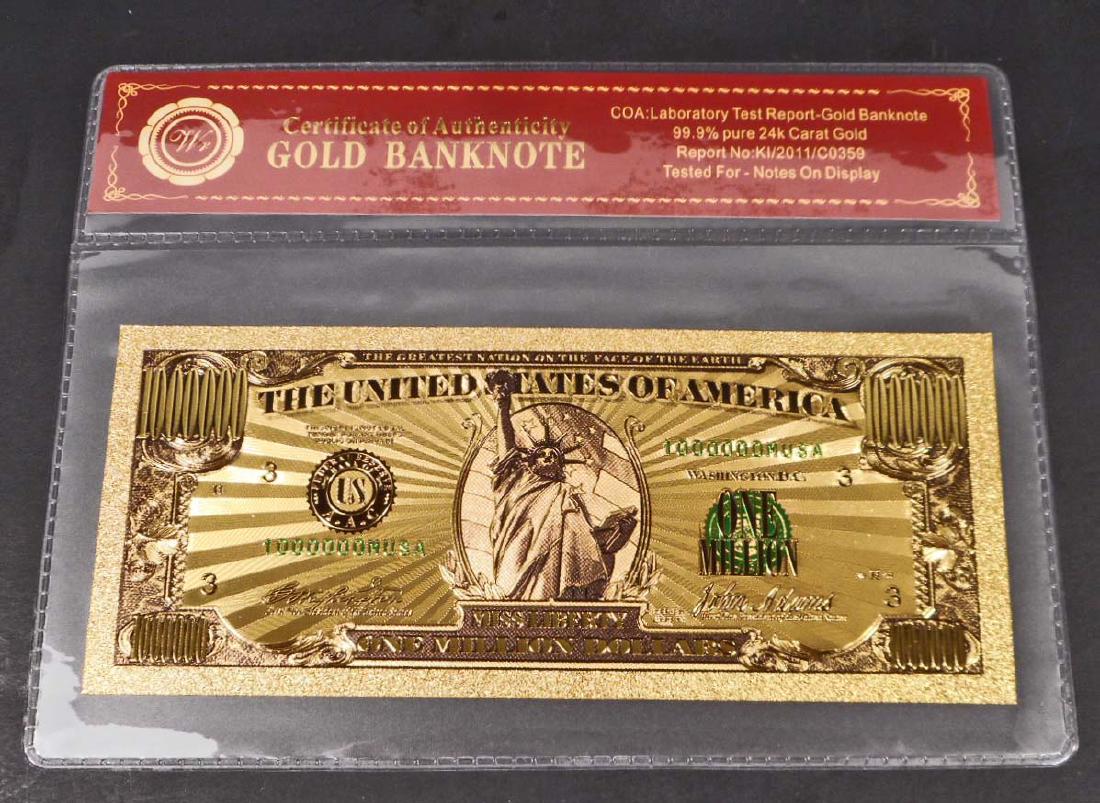 Certificate of Authenticity
GOLD BANKNOTE
COA:Laboratory Test Report-Gold Banknote
99.9% pure 24k Carat Gold
Report No:KI/2011/C0359
Tested For - Notes On Display
THE GREATEST NATION ON THE FACE OF THE EARTH
THE UNITED STATES OF AMERICA
1000000
1000000
1000000MUSA
WASHINGTON, D.C.
3
3
US
ONE
MILLION
1000000MUSA
3
3
John Adams
MISS LIBERTY
ONE MILLION DOLLARS
1000000
1000000